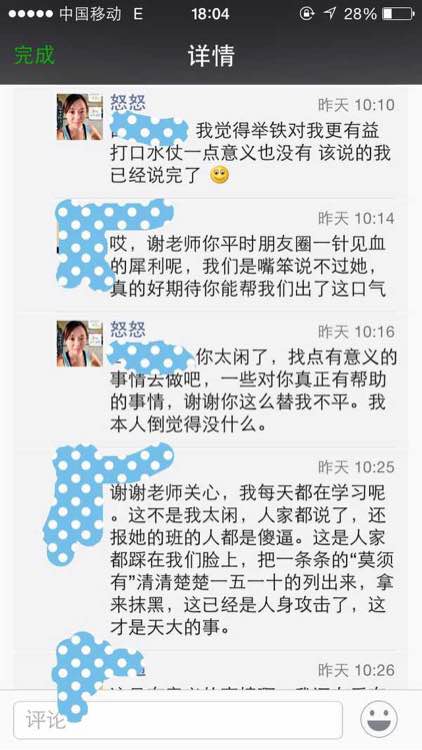 中国移动 E 18:04 28%
完成 详情
怒怒 昨天 10:10
我觉得举铁对我更有益
打口水仗一点意义也没有 该说的我
已经说完了
昨天 10:14
哎，谢老师你平时朋友圈一针见血
的犀利呢，我们是嘴笨说不过她，
真的好期待你能帮我们出了这口气
怒怒 昨天 10:16
你太闲了，找点有意义的
事情去做吧，一些对你真正有帮助
的事情，谢谢你这么替我不平。我
本人倒觉得没什么。
昨天 10:25
谢谢老师关心，我每天都在学习呢
。这不是我太闲，人家都说了，还
报她的班的人都是傻逼。这是人家
都踩在我们脸上，把一条条的“莫须
有”清清楚楚一五一十的列出来，拿
来抹黑，这已经是人身攻击了，这
才是天大的事。
昨天 10:26
评论